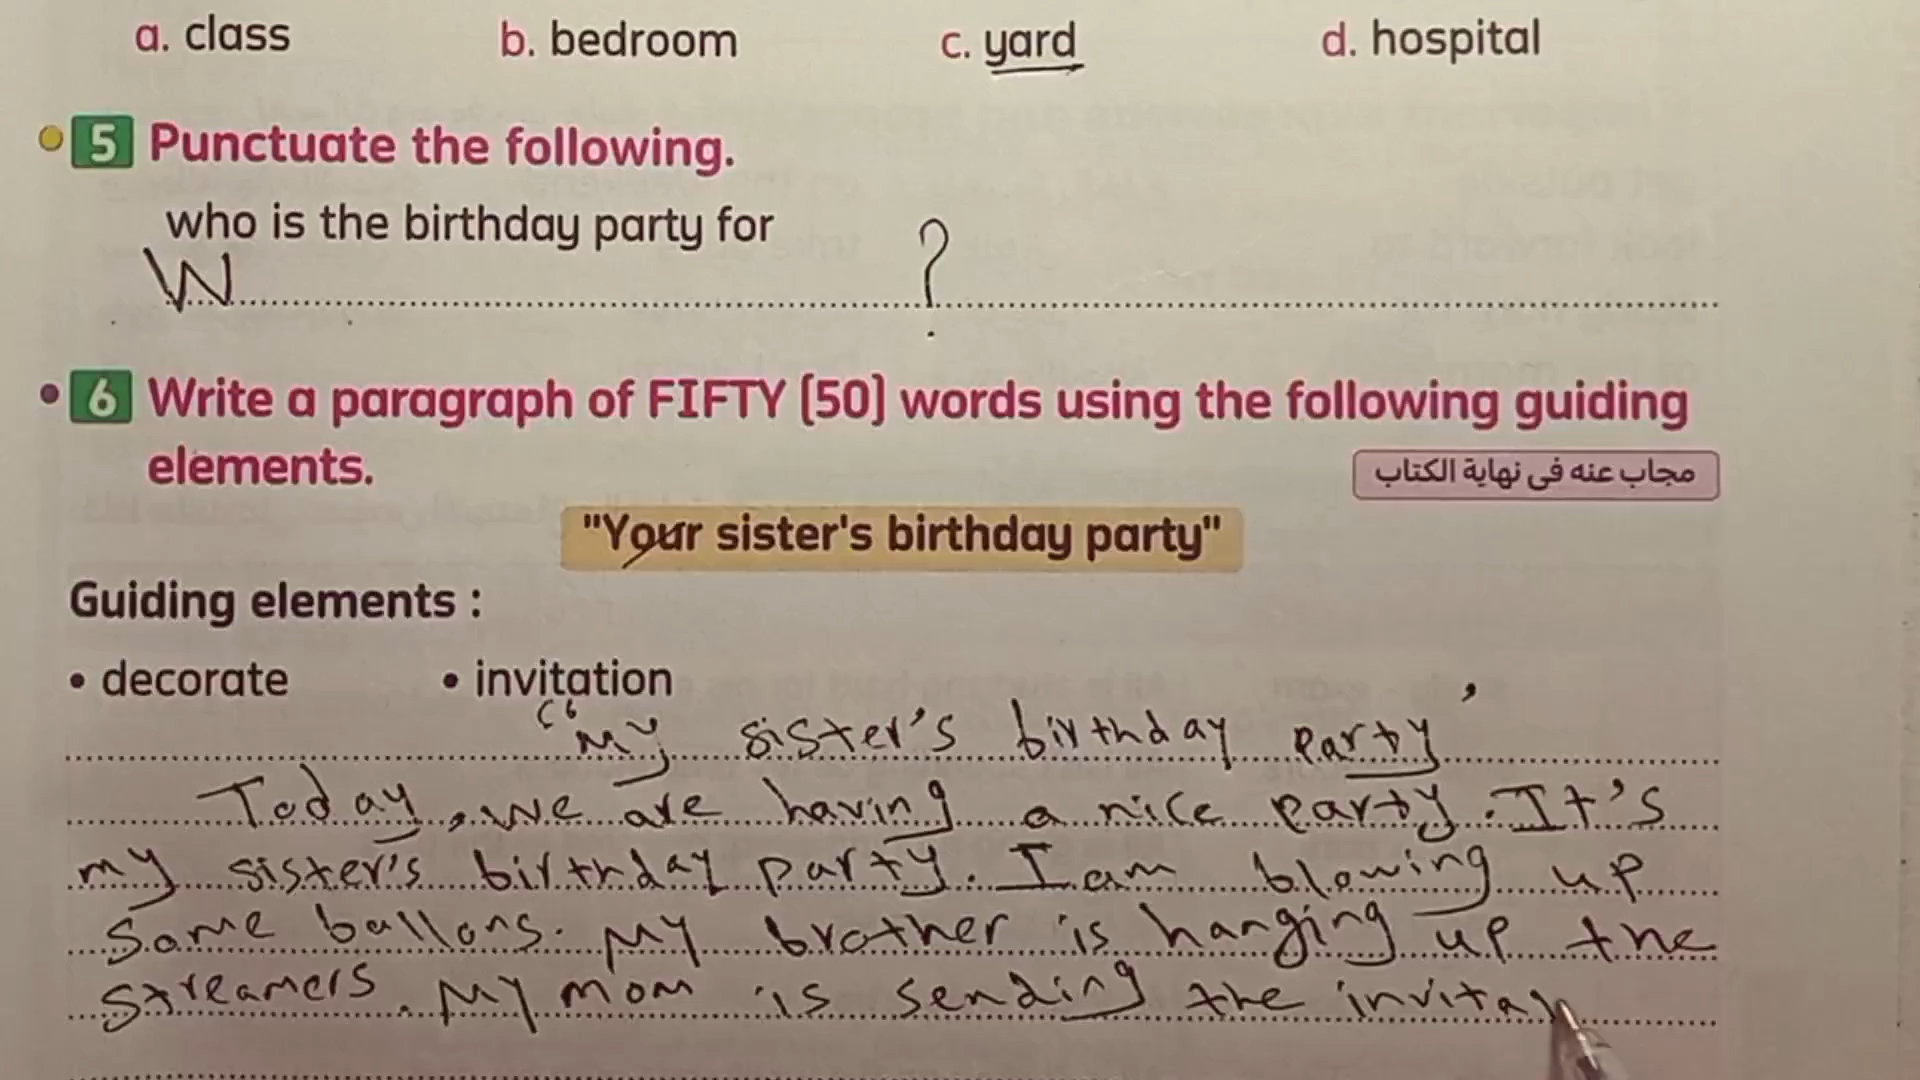 a. class b. bedroom c. yard d. hospital
5 Punctuate the following.
who is the birthday party for
W ?
6 Write a paragraph of FIFTY (50) words using the following guiding
elements.
مجاب عنه فى نهاية الكتاب
"Your sister's birthday party"
Guiding elements :
• decorate • invitation
“My sister's birthday party’
Today, we are having a nice party. It's
my sister's birthday party. I am blowing up
some ballons. My brother is hanging up the
streamers. My mom is sending the invita